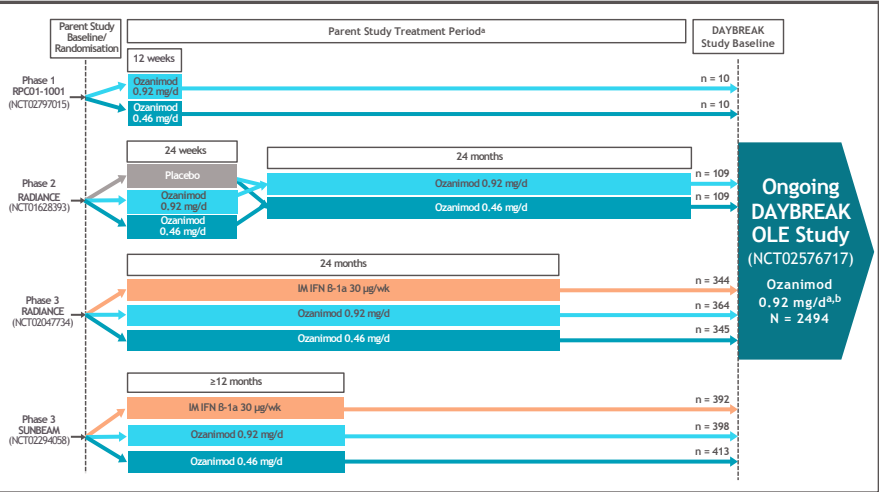 Parent Study
Baseline/
Randomisation
Parent Study Treatment Periodᵃ
DAYBREAK
Study Baseline
12 weeks
Phase 1
RPC01-1001
(NCT02797015)
Ozanimod
0.92 mg/d
Ozanimod
0.46 mg/d
n = 10
n = 10
24 weeks
24 months
Phase 2
RADIANCE
(NCT01628393)
Placebo
Ozanimod
0.92 mg/d
Ozanimod
0.46 mg/d
Ozanimod 0.92 mg/d
Ozanimod 0.46 mg/d
n = 109
n = 109
24 months
Phase 3
RADIANCE
(NCT02047734)
IM IFN ß-1a 30 µg/wk
Ozanimod 0.92 mg/d
Ozanimod 0.46 mg/d
n = 344
n = 364
n = 345
≥12 months
Phase 3
SUNBEAM
(NCT02294058)
IM IFN ß-1a 30 µg/wk
Ozanimod 0.92 mg/d
Ozanimod 0.46 mg/d
n = 392
n = 398
n = 413
Ongoing
DAYBREAK
OLE Study
(NCT02576717)
Ozanimod
0.92 mg/dᵃ,ᵇ
N = 2494